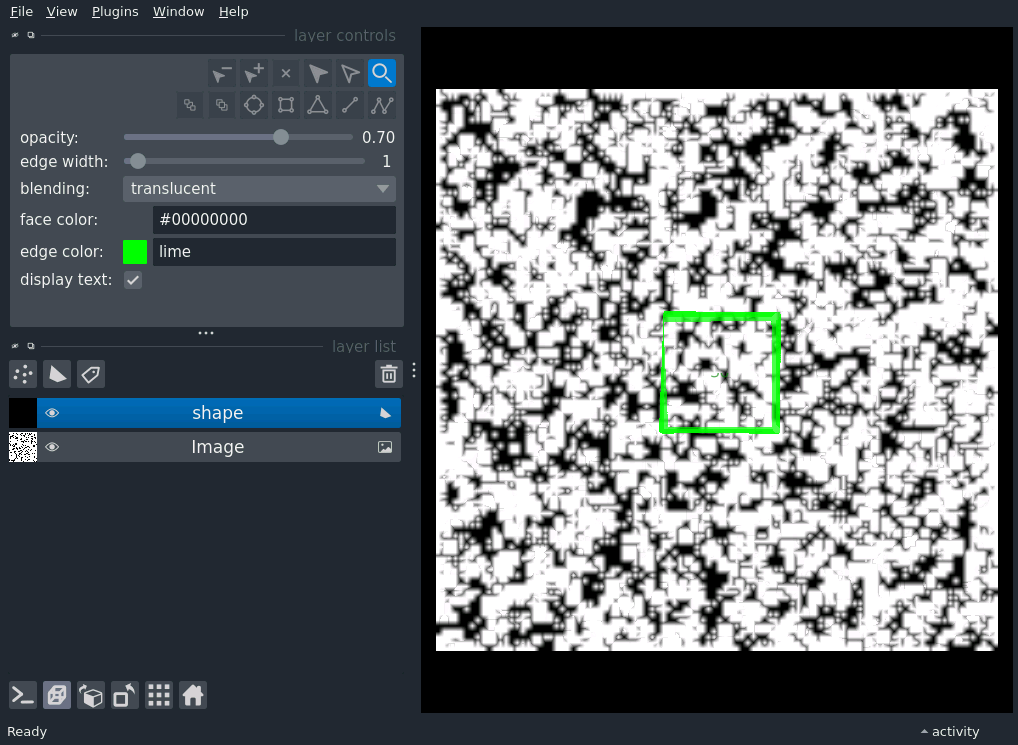 File View Plugins Window Help
layer controls
opacity: 0.70
edge width: 1
blending: translucent
face color: #00000000
edge color: lime
display text:
layer list
shape
Image
Ready activity